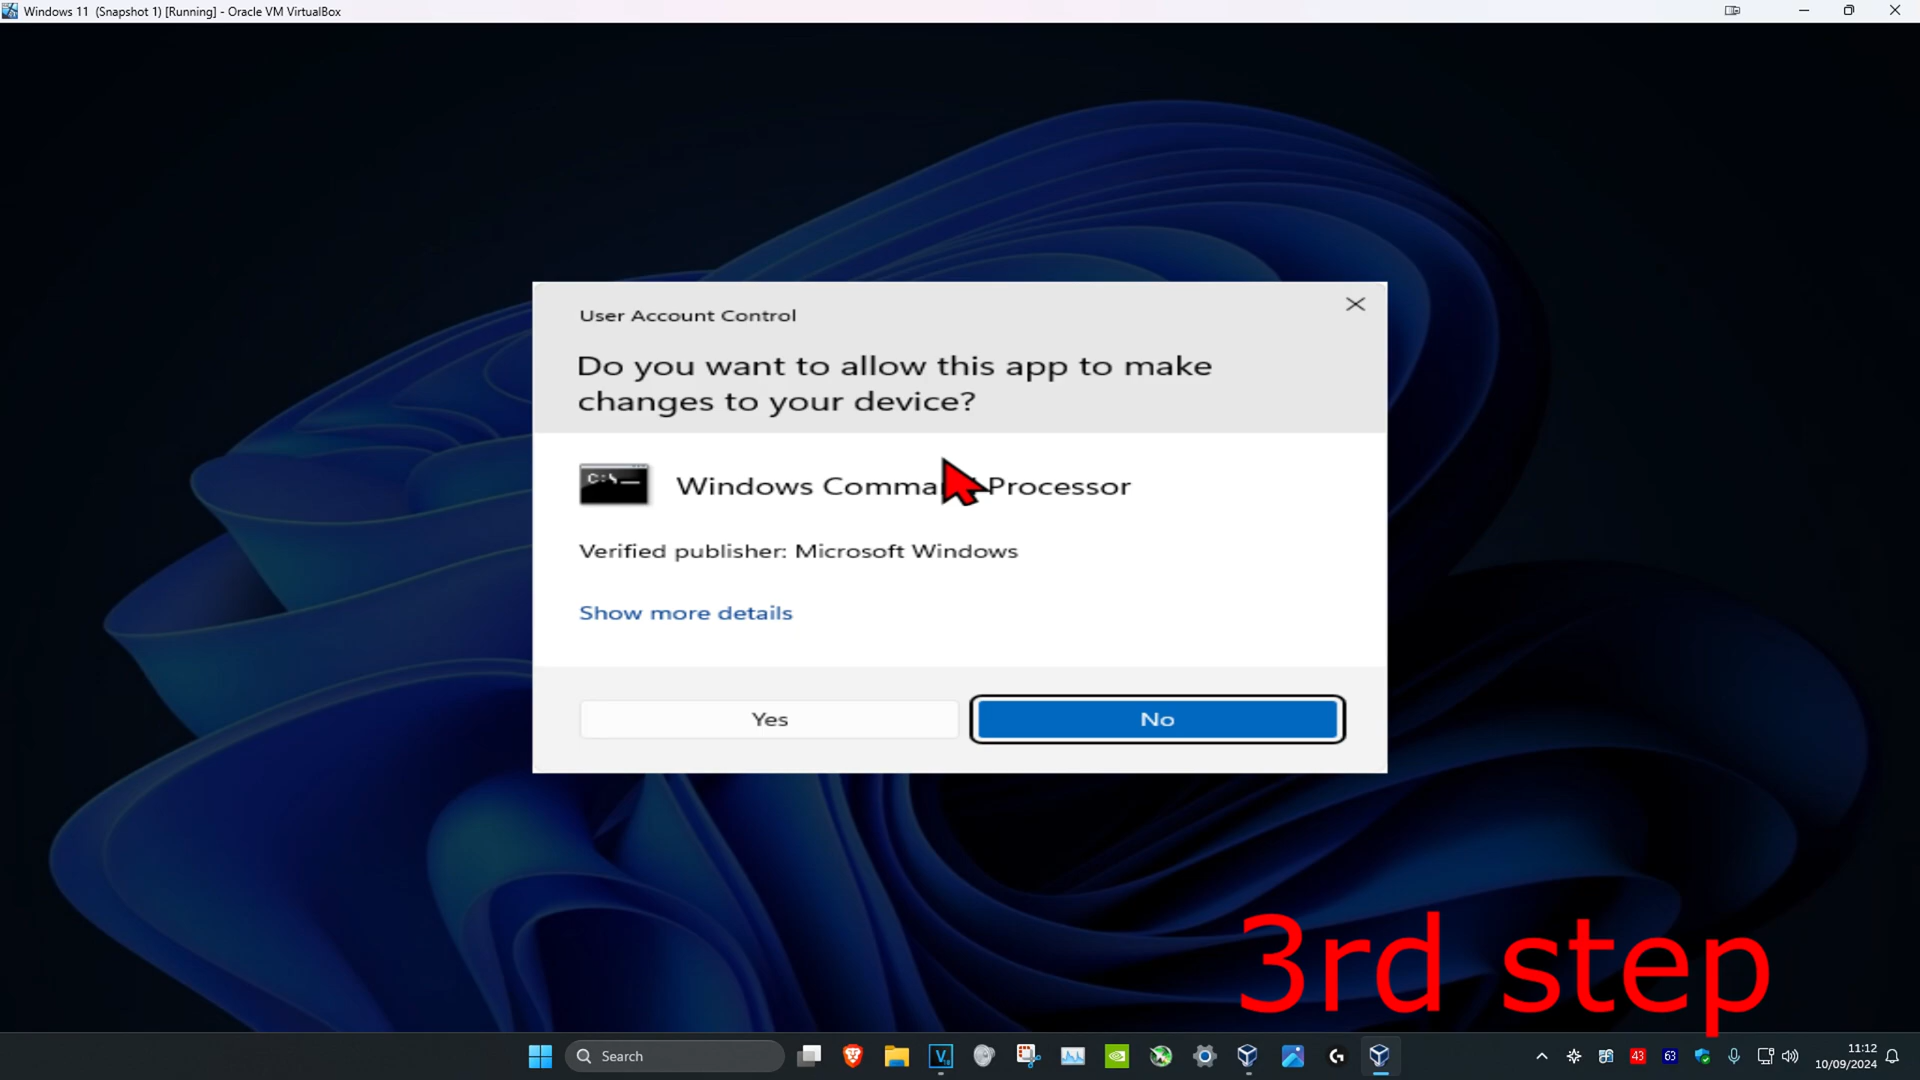 Windows 11 (Snapshot 1) [Running] - Oracle VM VirtualBox
User Account Control
Do you want to allow this app to make
changes to your device?
C:\
Windows Comma Processor
Verified publisher: Microsoft Windows
Show more details
Yes
No
3rd step
Search
43
63
11:12
10/09/2024